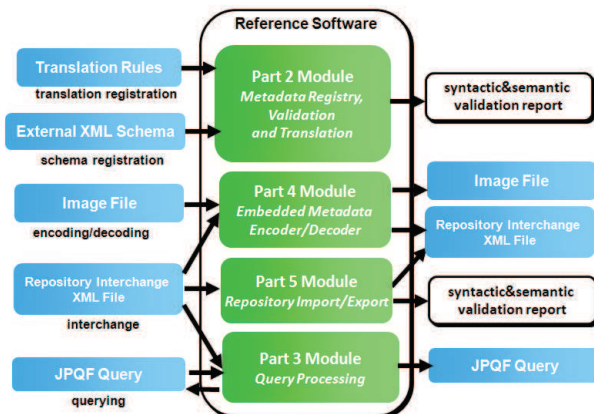 Reference Software
Translation Rules
translation registration
External XML Schema
schema registration
Image File
encoding/decoding
Repository Interchange
XML File
interchange
JPQF Query
querying
Part 2 Module
Metadata Registry,
Validation
and Translation
Part 4 Module
Embedded Metadata
Encoder/Decoder
Part 5 Module
Repository Import/Export
Part 3 Module
Query Processing
syntactic&semantic
validation report
Image File
Repository Interchange
XML File
syntactic&semantic
validation report
JPQF Query